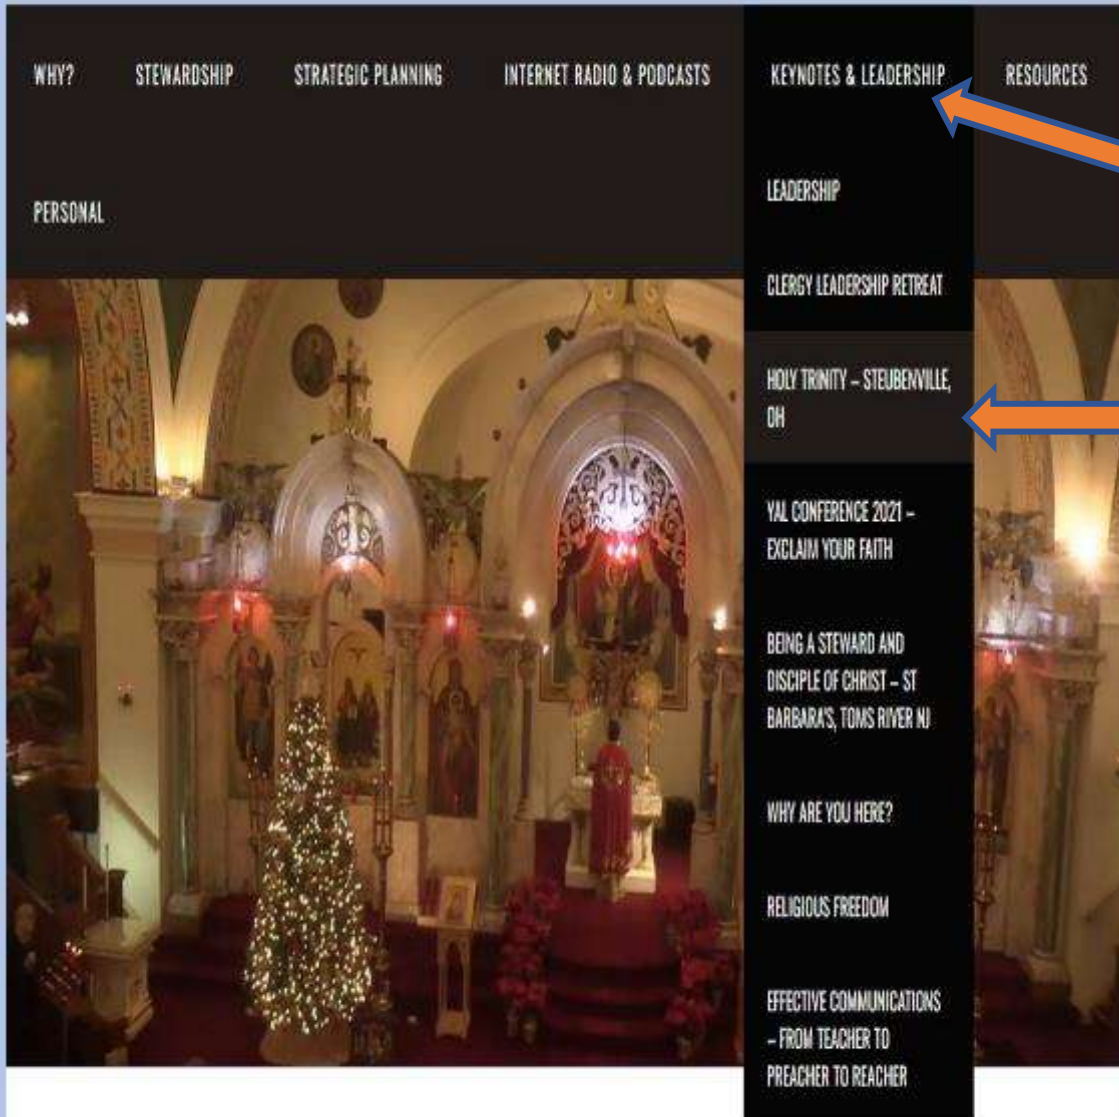 WHY?
STEWARDSHIP
STRATEGIC PLANNING
INTERNET RADIO & PODCASTS
KEYNOTES & LEADERSHIP
RESOURCES
PERSONAL
LEADERSHIP
CLERGY LEADERSHIP RETREAT
HOLY TRINITY – STEUBENVILLE,
OH
YAL CONFERENCE 2021 –
EXCLAIM YOUR FAITH
BEING A STEWARD AND
DISCIPLE OF CHRIST – ST
BARBARA'S, TOMS RIVER NJ
WHY ARE YOU HERE?
RELIGIOUS FREEDOM
EFFECTIVE COMMUNICATIONS
– FROM TEACHER TO
PREACHER TO REACHER